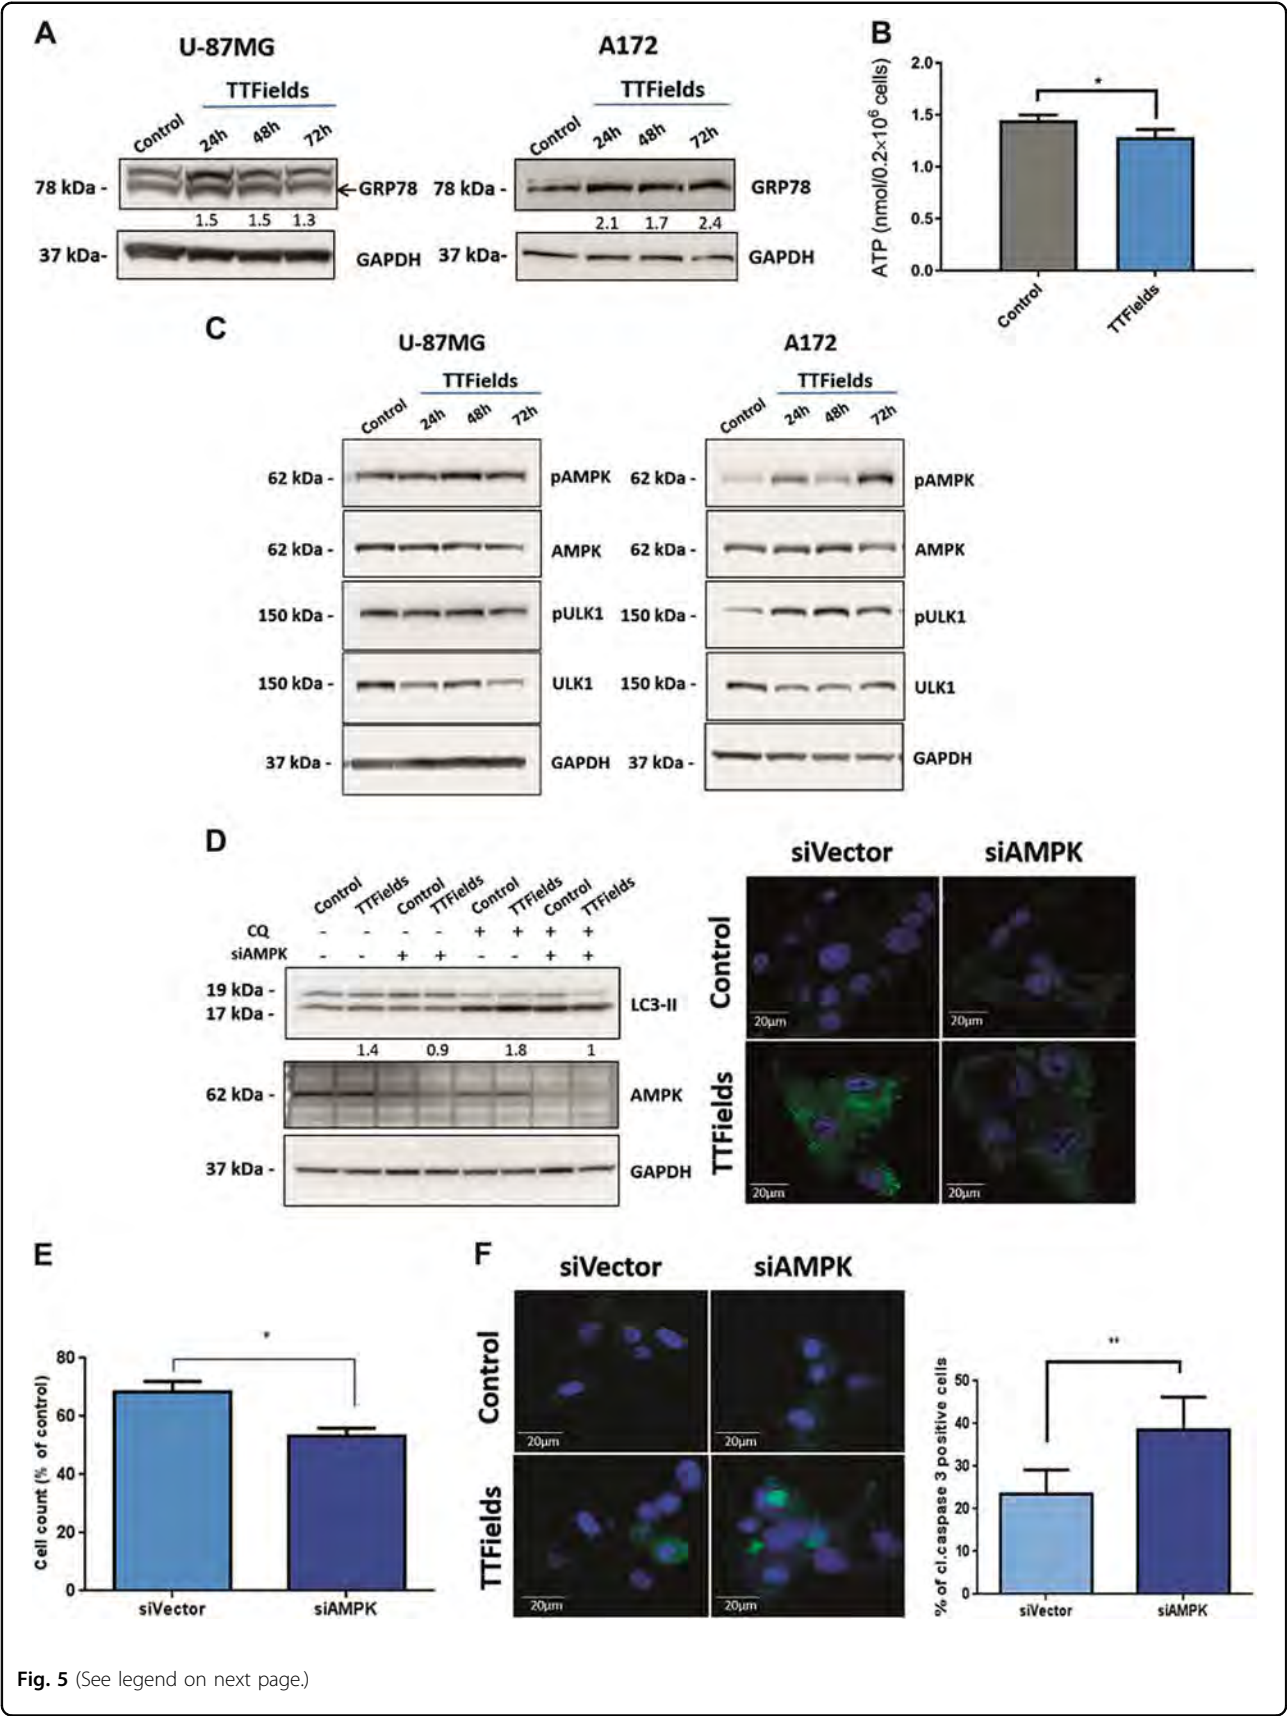 A
U-87MG
TTFields
Control 24h 48h 72h
78 kDa - GRP78
1.5 1.5 1.3
37 kDa- GAPDH
A172
TTFields
Control 24h 48h 72h
78 kDa - GRP78
2.1 1.7 2.4
37 kDa- GAPDH
B
ATP (nmol/0.2×10⁶ cells)
2.0
1.5
1.0
0.5
0.0
*
Control TTFields
C
U-87MG
TTFields
Control 24h 48h 72h
62 kDa - pAMPK
62 kDa - AMPK
150 kDa - pULK1
150 kDa - ULK1
37 kDa - GAPDH
A172
TTFields
Control 24h 48h 72h
62 kDa - pAMPK
62 kDa - AMPK
150 kDa - pULK1
150 kDa - ULK1
37 kDa - GAPDH
D
Control TTFields Control TTFields Control TTFields Control TTFields
CQ - - - - + + + +
siAMPK - - + + - - + +
19 kDa -
17 kDa - LC3-II
1.4 0.9 1.8 1
62 kDa - AMPK
37 kDa - GAPDH
siVector siAMPK
Control
20µm 20µm
TTFields
20µm 20µm
E
Cell count (% of control)
80
60
40
20
0
*
siVector siAMPK
F
siVector siAMPK
Control
20µm 20µm
TTFields
20µm 20µm
% of cl.caspase 3 positive cells
50
40
30
20
10
0
**
siVector siAMPK
Fig. 5 (See legend on next page.)